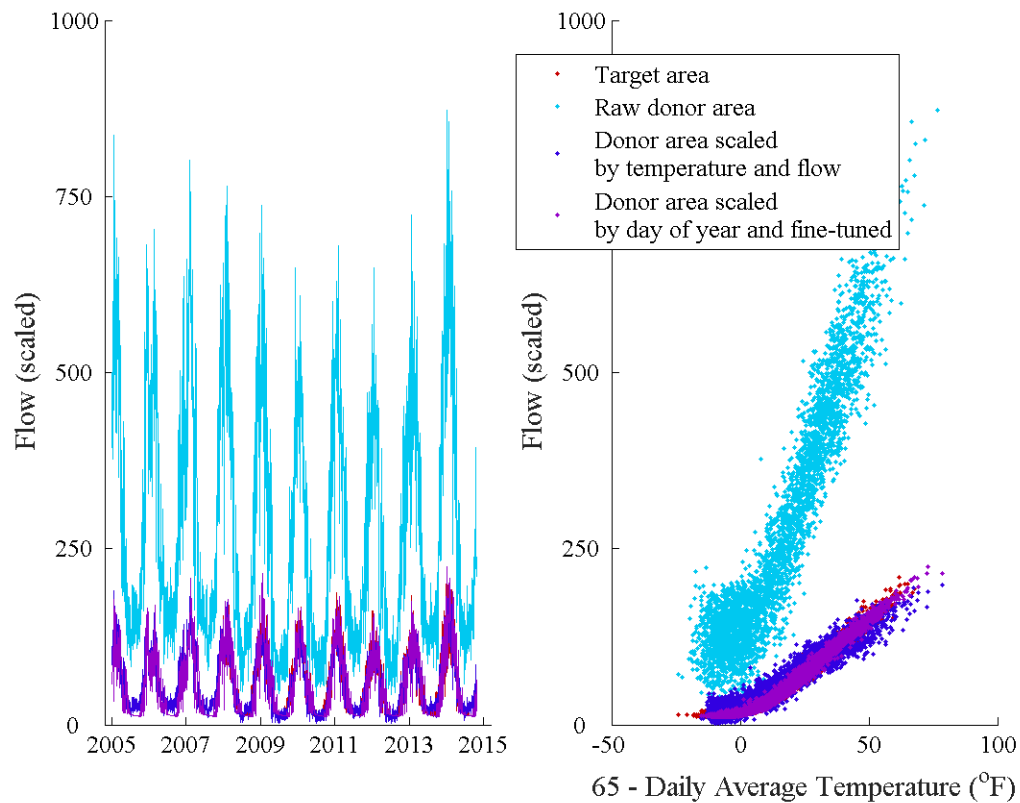 1000
750
500
250
0
Flow (scaled)
2005
2007
2009
2011
2013
2015
1000
500
250
0
Flow (scaled)
-50
0
50
100
65 - Daily Average Temperature (°F)
Target area
Raw donor area
Donor area scaled
by temperature and flow
Donor area scaled
by day of year and fine-tuned